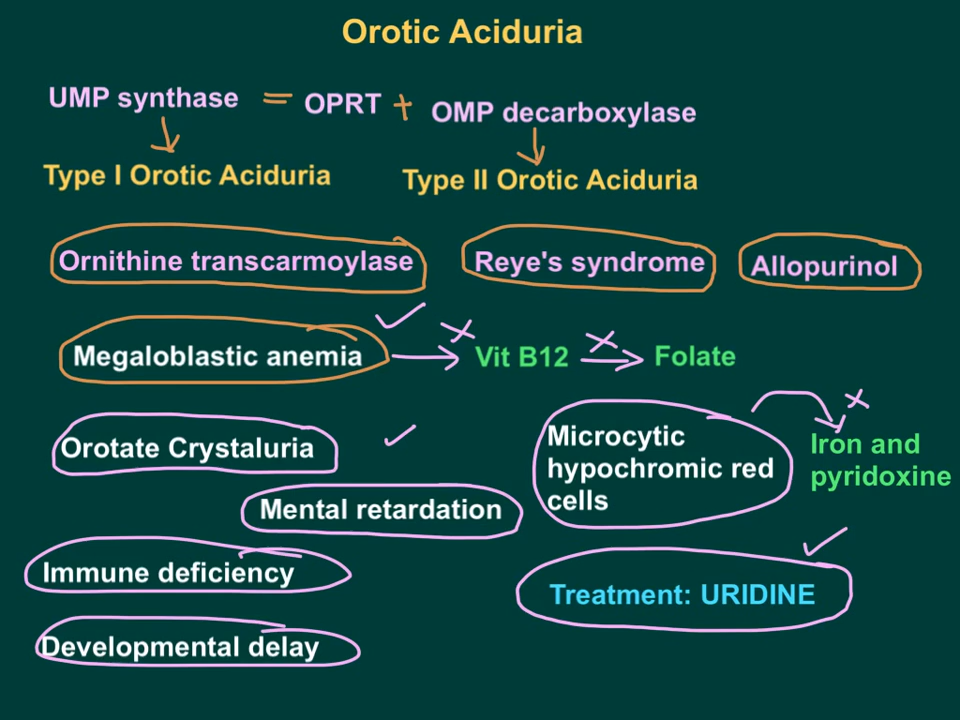 Orotic Aciduria
UMP synthase = OPRT + OMP decarboxylase
Type I Orotic Aciduria
Type II Orotic Aciduria
Ornithine transcarmoylase
Reye's syndrome
Allopurinol
Megaloblastic anemia
Vit B12
Folate
Orotate Crystaluria
Microcytic
hypochromic red
cells
Iron and
pyridoxine
Mental retardation
Immune deficiency
Treatment: URIDINE
Developmental delay